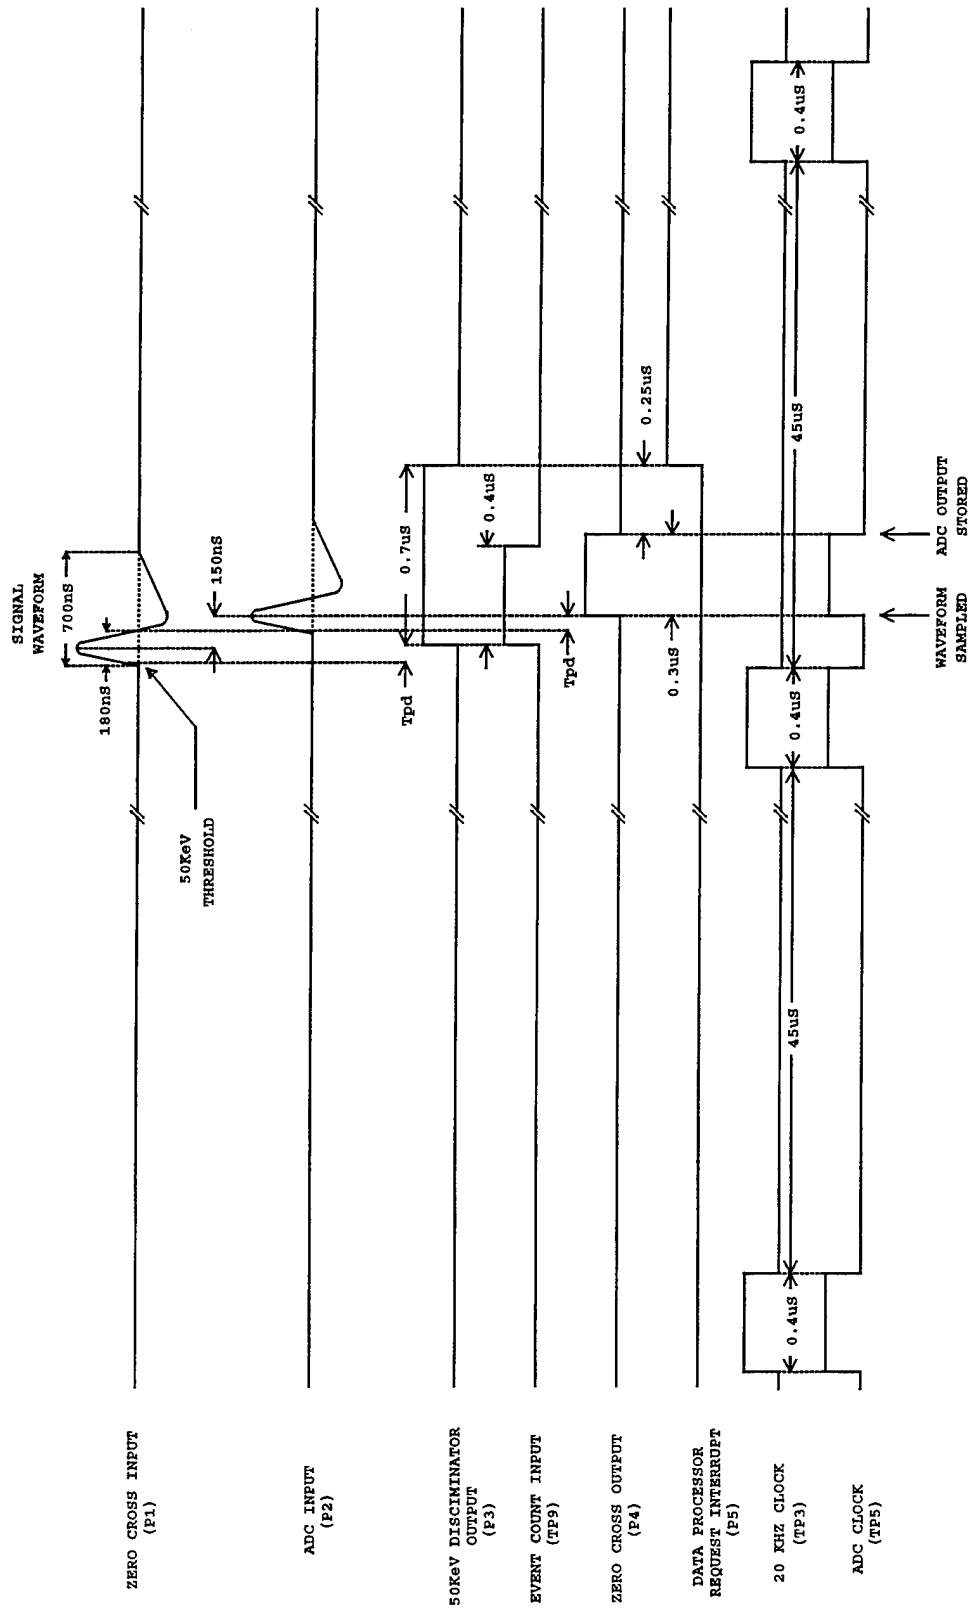 SIGNAL
WAVEFORM
700nS
180nS
50KeV
THRESHOLD
150nS
Tpd
0.7uS
0.4uS
Tpd
0.3uS
0.25uS
0.4uS
45uS
0.4uS
45uS
0.4uS
WAVEFORM
SAMPLED
ADC OUTPUT
STORED
ZERO CROSS INPUT
(P1)
ADC INPUT
(P2)
50KeV DISCRIMINATOR
OUTPUT
(P3)
EVENT COUNT INPUT
(TP9)
ZERO CROSS OUTPUT
(P4)
DATA PROCESSOR
REQUEST INTERRUPT
(P5)
20 KHZ CLOCK
(TP3)
ADC CLOCK
(TP5)